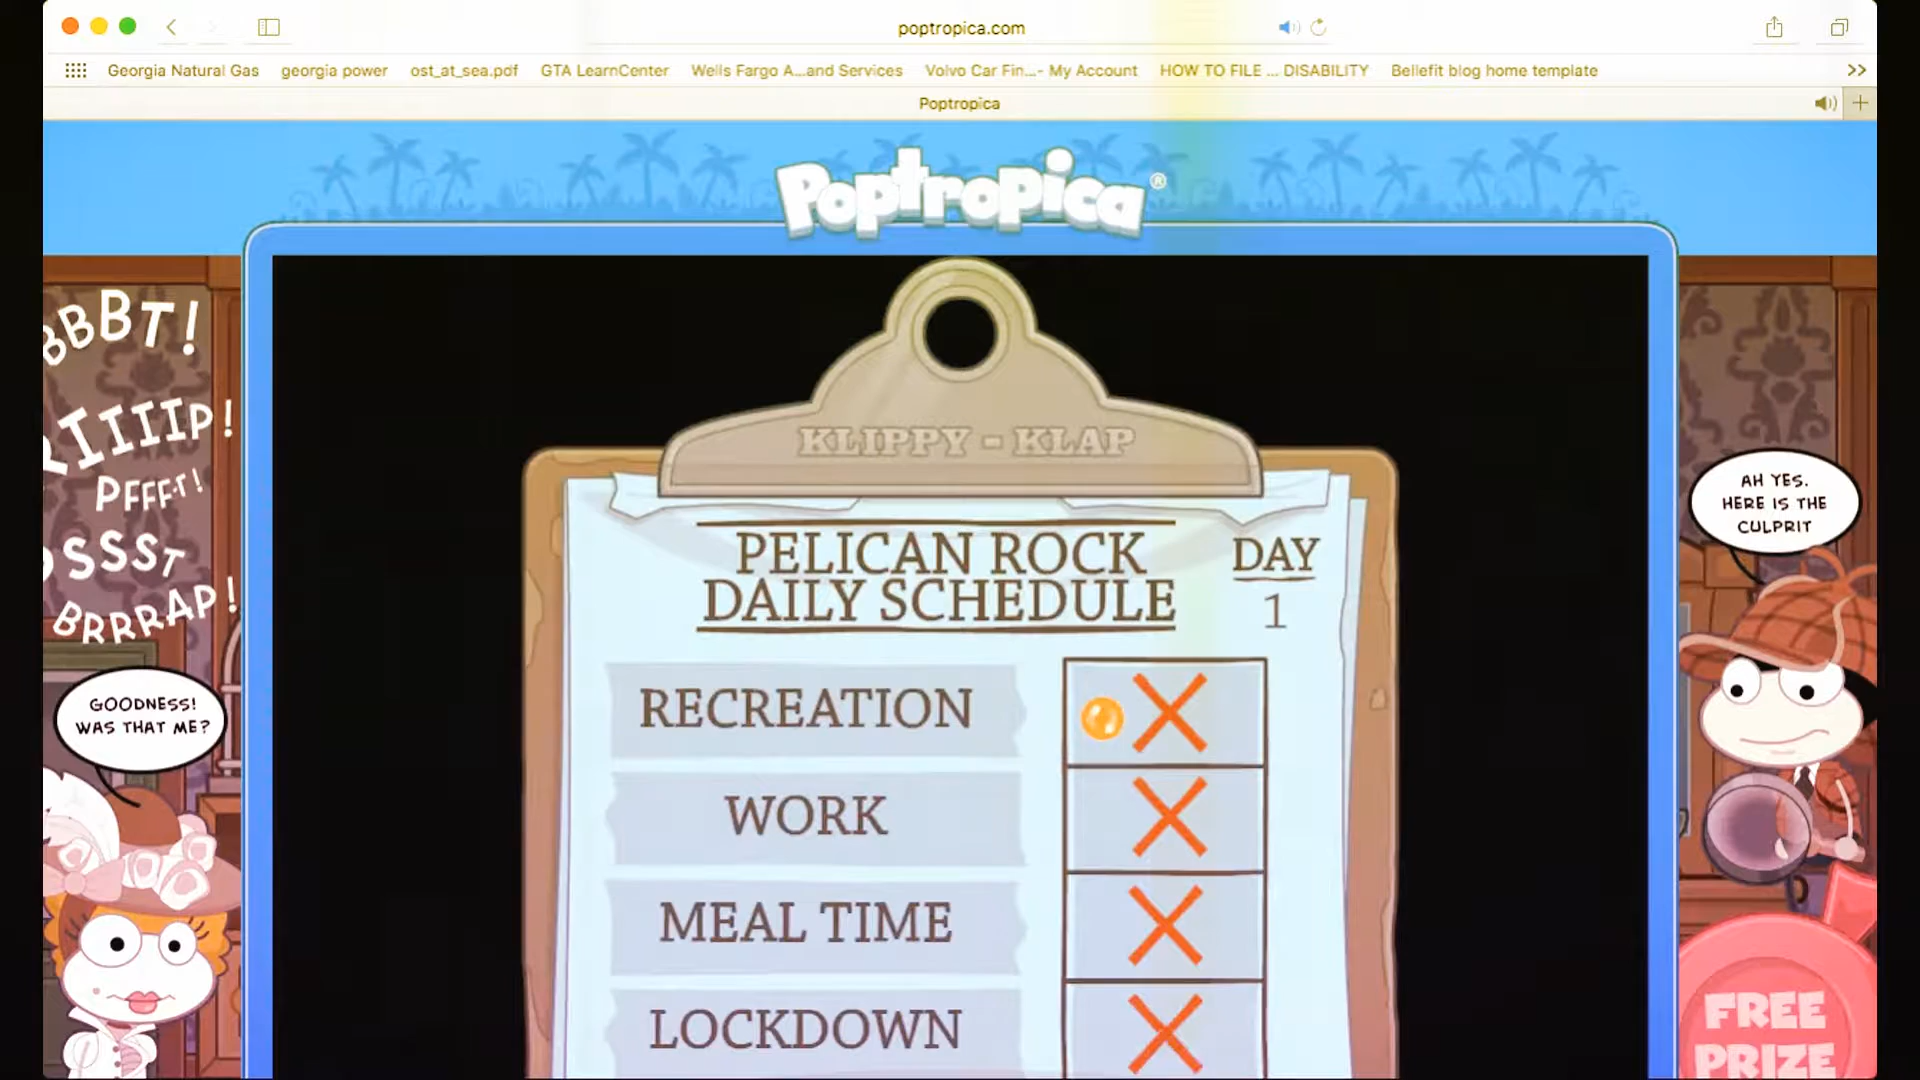 poptropica.com
Georgia Natural Gas georgia power ost_at_sea.pdf GTA LearnCenter Wells Fargo A...and Services Volvo Car Fin...- My Account HOW TO FILE ... DISABILITY Bellefit blog home template >>
Poptropica
Poptropica®
KLIPPY - KLAP
PELICAN ROCK
DAILY SCHEDULE
DAY
1
RECREATION
WORK
MEAL TIME
LOCKDOWN
BBBT!
RIIIIP!
PFFFT!
SSST
BRRRAP!
GOODNESS!
WAS THAT ME?
AH YES.
HERE IS THE
CULPRIT
FREE
PRIZE